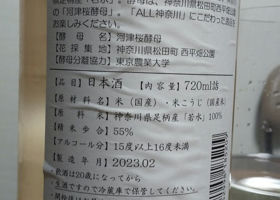 の「河津桜酵母」。「ALL神奈川」にこだわった
お楽しみください。
[酵　母　名] 河津桜酵母
[花　採　集　地] 神奈川県松田町 西平畑公園
[酵母分離協力] 東京農業大学
品目 日本酒 内容量 720ml詰
原材料名 米（国産）・米こうじ（国産米）
原料米 神奈川県足柄産「若水」100%
精米歩合 55%
アルコール分 15度以上16度未満
製造年月 2023.02
飲酒は20歳になってから
生酒ですので冷蔵庫で保管してください。